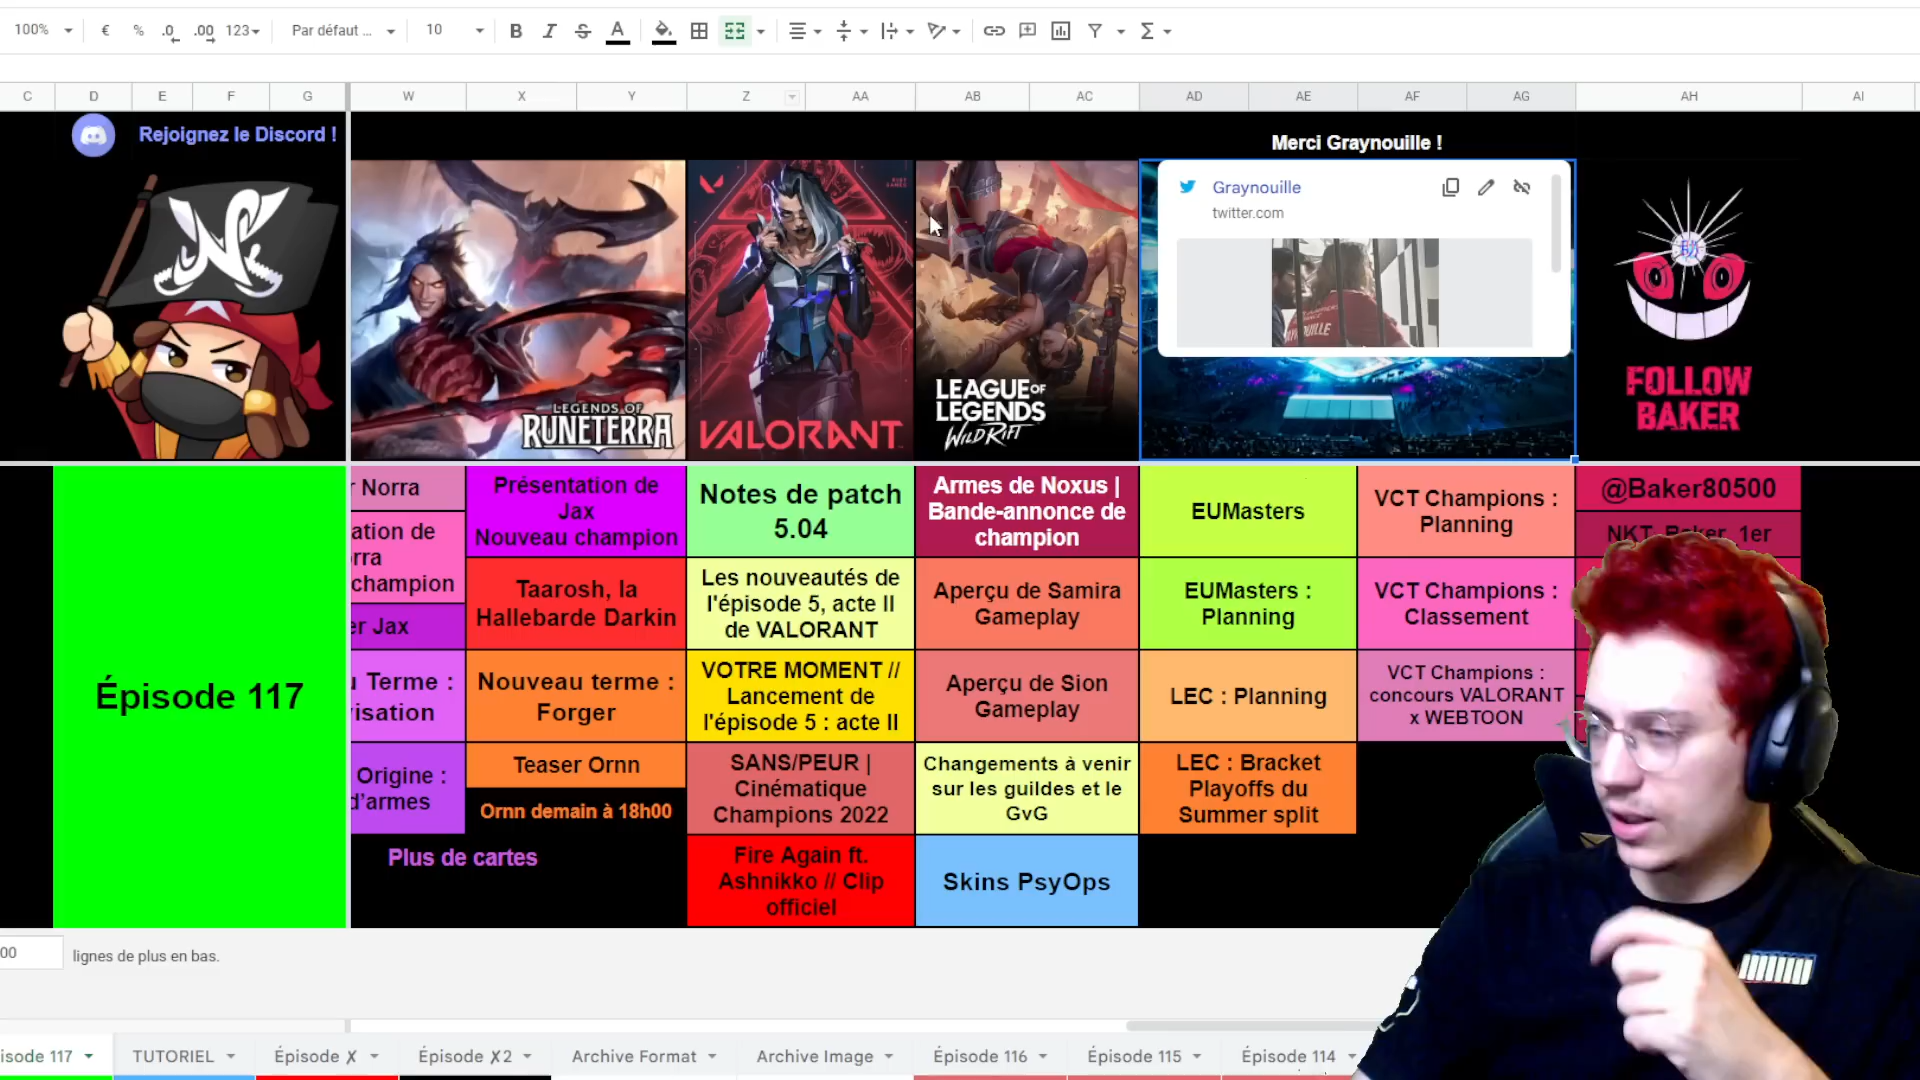 100%
€
%
.0
.00
123
Par défaut ...
10
B
I
S
A
C
D
E
F
G
W
X
Y
Z
AA
AB
AC
AD
AE
AF
AG
AH
AI
Rejoignez le Discord !
Merci Graynouille !
Graynouille
twitter.com
LEGENDS OF
RUNETERRA
VALORANT
LEAGUE OF
LEGENDS
WILD RIFT
FOLLOW
BAKER
Épisode 117
r Norra
ation de
rra
champion
er Jax
u Terme :
visation
Origine :
d'armes
Plus de cartes
Présentation de
Jax
Nouveau champion
Taarosh, la
Hallebarde Darkin
Nouveau terme :
Forger
Teaser Ornn
Ornn demain à 18h00
Notes de patch
5.04
Les nouveautés de
l'épisode 5, acte II
de VALORANT
VOTRE MOMENT //
Lancement de
l'épisode 5 : acte II
SANS/PEUR |
Cinématique
Champions 2022
Fire Again ft.
Ashnikko // Clip
officiel
Armes de Noxus |
Bande-annonce de
champion
Aperçu de Samira
Gameplay
Aperçu de Sion
Gameplay
Changements à venir
sur les guildes et le
GvG
Skins PsyOps
EUMasters
EUMasters :
Planning
LEC : Planning
LEC : Bracket
Playoffs du
Summer split
VCT Champions :
Planning
VCT Champions :
Classement
VCT Champions :
concours VALORANT
x WEBTOON
@Baker80500
NKT_Baker_1er
00
lignes de plus en bas.
isode 117
TUTORIEL
Épisode ✗
Épisode ✗2
Archive Format
Archive Image
Épisode 116
Épisode 115
Épisode 114